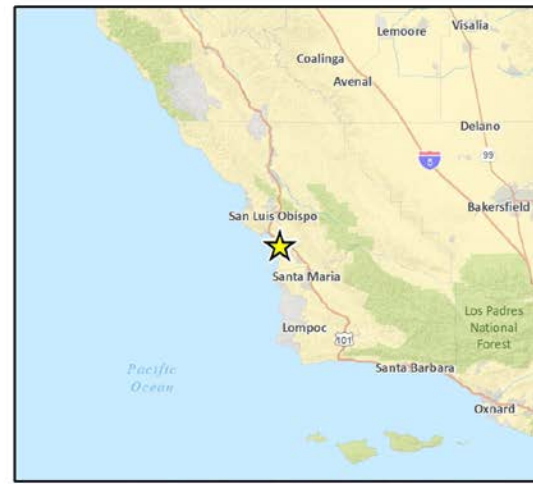 Lemoore
Visalia
Coalinga
Avenal
Delano
5
99
San Luis Obispo
Bakersfield
Santa Maria
Los Padres
National
Forest
Lompoc
101
Pacific
Ocean
Santa Barbara
Oxnard